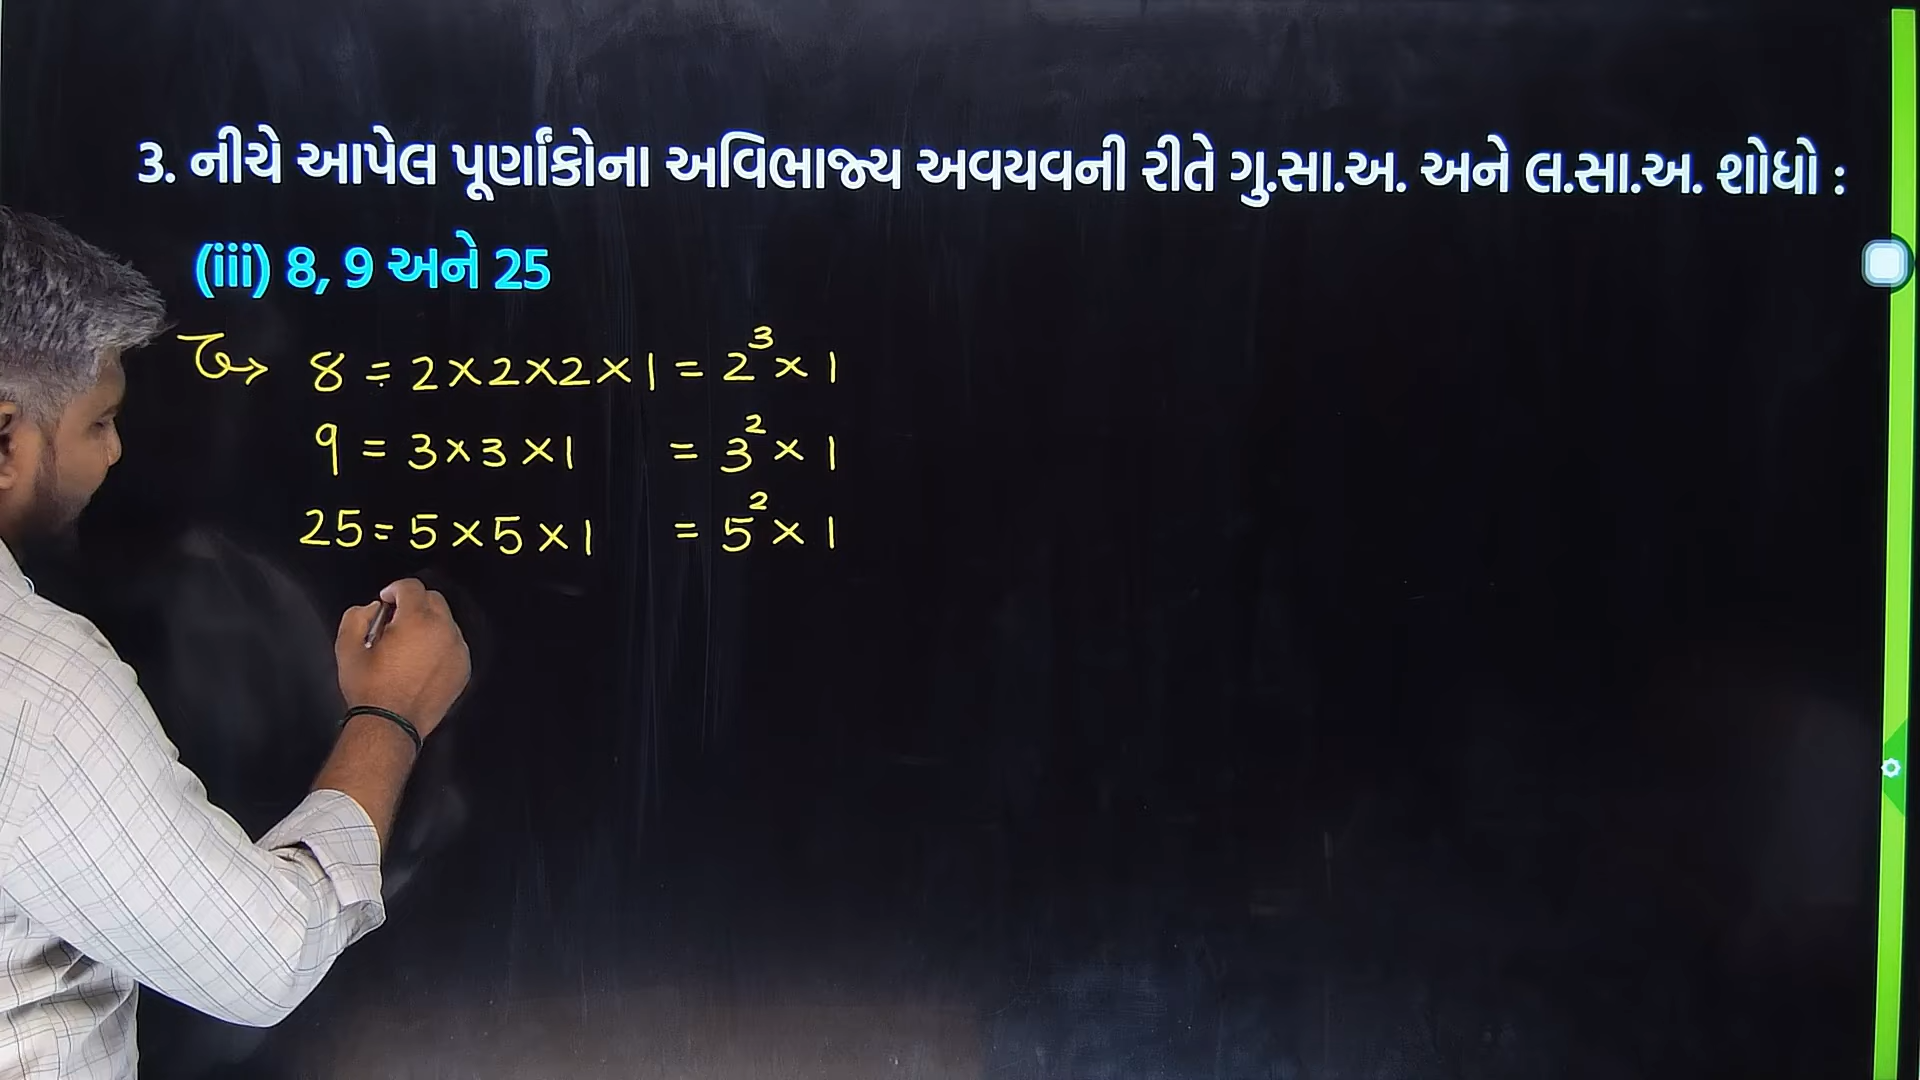 3. નીચે આપેલ પૂર્ણાંકોના અવિભાજ્ય અવયવની રીતે ગુ.સા.અ. અને લ.સા.અ. શોધો :
(iii) 8, 9 અને 25
8 = 2 × 2 × 2 × 1 = 2³ × 1
9 = 3 × 3 × 1 = 3² × 1
25 = 5 × 5 × 1 = 5² × 1